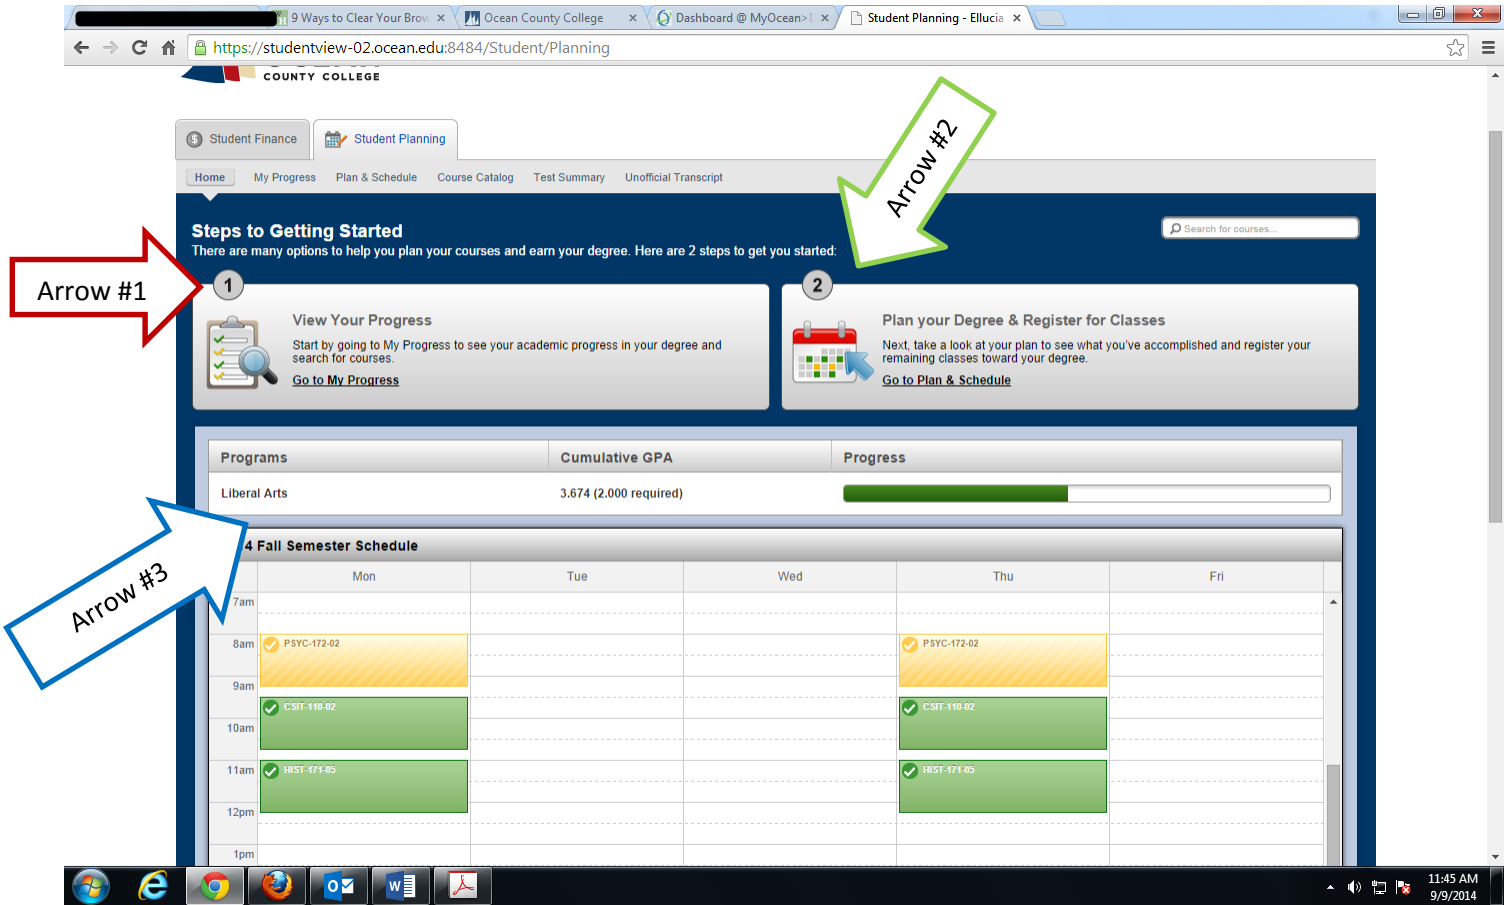 9 Ways to Clear Your Brow
Ocean County College
Dashboard @ MyOcean>
Student Planning - Ellucia
https://studentview-02.ocean.edu:8484/Student/Planning
COUNTY COLLEGE
Student Finance
Student Planning
Home
My Progress
Plan & Schedule
Course Catalog
Test Summary
Unofficial Transcript
Arrow #2
Steps to Getting Started
There are many options to help you plan your courses and earn your degree. Here are 2 steps to get you started:
Search for courses...
Arrow #1
1
View Your Progress
Start by going to My Progress to see your academic progress in your degree and
search for courses.
Go to My Progress
2
Plan your Degree & Register for Classes
Next, take a look at your plan to see what you've accomplished and register your
remaining classes toward your degree.
Go to Plan & Schedule
Programs
Cumulative GPA
Progress
Liberal Arts
3.674 (2.000 required)
Arrow #3
4 Fall Semester Schedule
Mon
Tue
Wed
Thu
Fri
7am
8am
PSYC-172-02
PSYC-172-02
9am
CSIT-110-02
CSIT-110-02
10am
11am
HIST-171-05
HIST-171-05
12pm
1pm
11:45 AM
9/9/2014